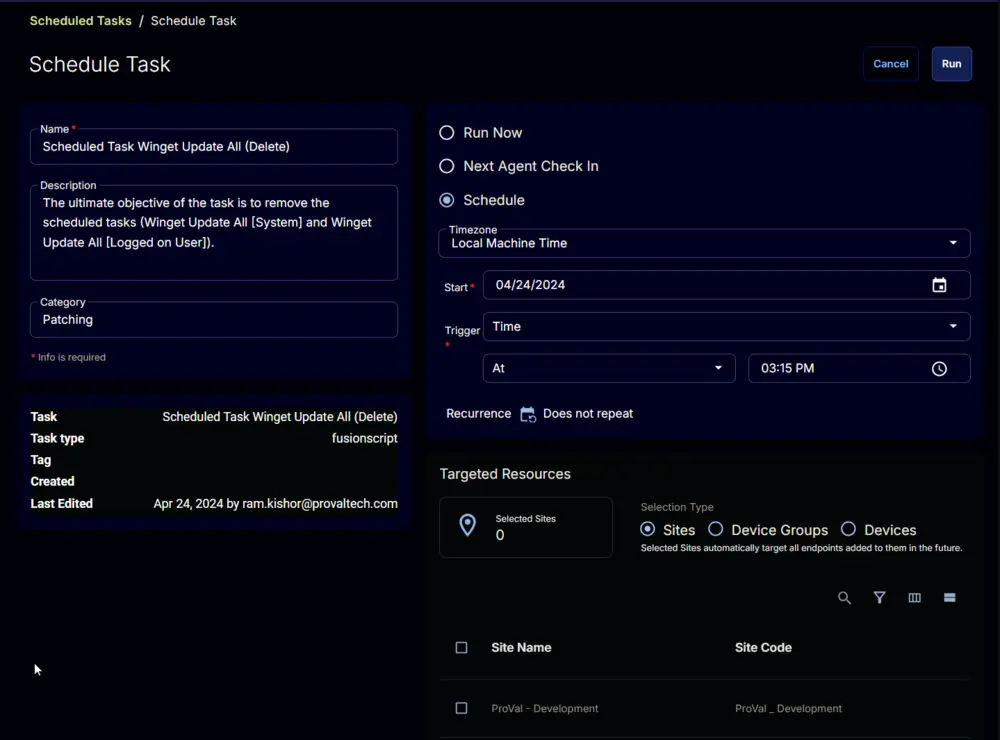 Scheduled Tasks / Schedule Task
Schedule Task
Cancel
Run
Name *
Scheduled Task Winget Update All (Delete)
Description
The ultimate objective of the task is to remove the
scheduled tasks (Winget Update All [System] and Winget
Update All [Logged on User]).
Category
Patching
* Info is required
Task Scheduled Task Winget Update All (Delete)
Task type fusionscript
Tag
Created
Last Edited Apr 24, 2024 by ram.kishor@provaltech.com
Run Now
Next Agent Check In
Schedule
Timezone
Local Machine Time
Start * 04/24/2024
Trigger * Time
At 03:15 PM
Recurrence Does not repeat
Targeted Resources
Selected Sites
0
Selection Type
Sites Device Groups Devices
Selected Sites automatically target all endpoints added to them in the future.
Site Name Site Code
ProVal - Development ProVal _ Development